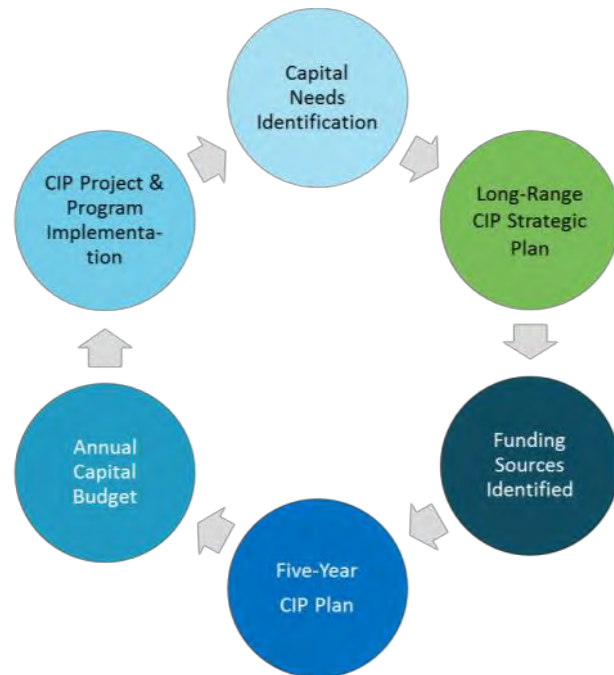 Capital
Needs
Identification
Long-Range
CIP Strategic
Plan
Funding
Sources
Identified
Five-Year
CIP Plan
Annual
Capital
Budget
CIP Project &
Program
Implementa-
tion